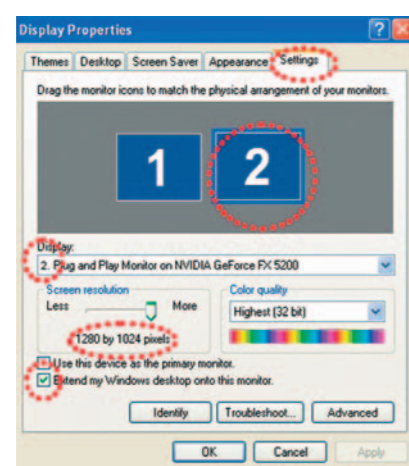 Display Properties
Themes Desktop Screen Saver Appearance Settings
Drag the monitor icons to match the physical arrangement of your monitors.
1 2
Display:
2. Plug and Play Monitor on NVIDIA GeForce FX 5200
Screen resolution Color quality
Less More Highest (32 bit)
1280 by 1024 pixels
Use this device as the primary monitor.
Extend my Windows desktop onto this monitor.
Identify Troubleshoot... Advanced
OK Cancel Apply